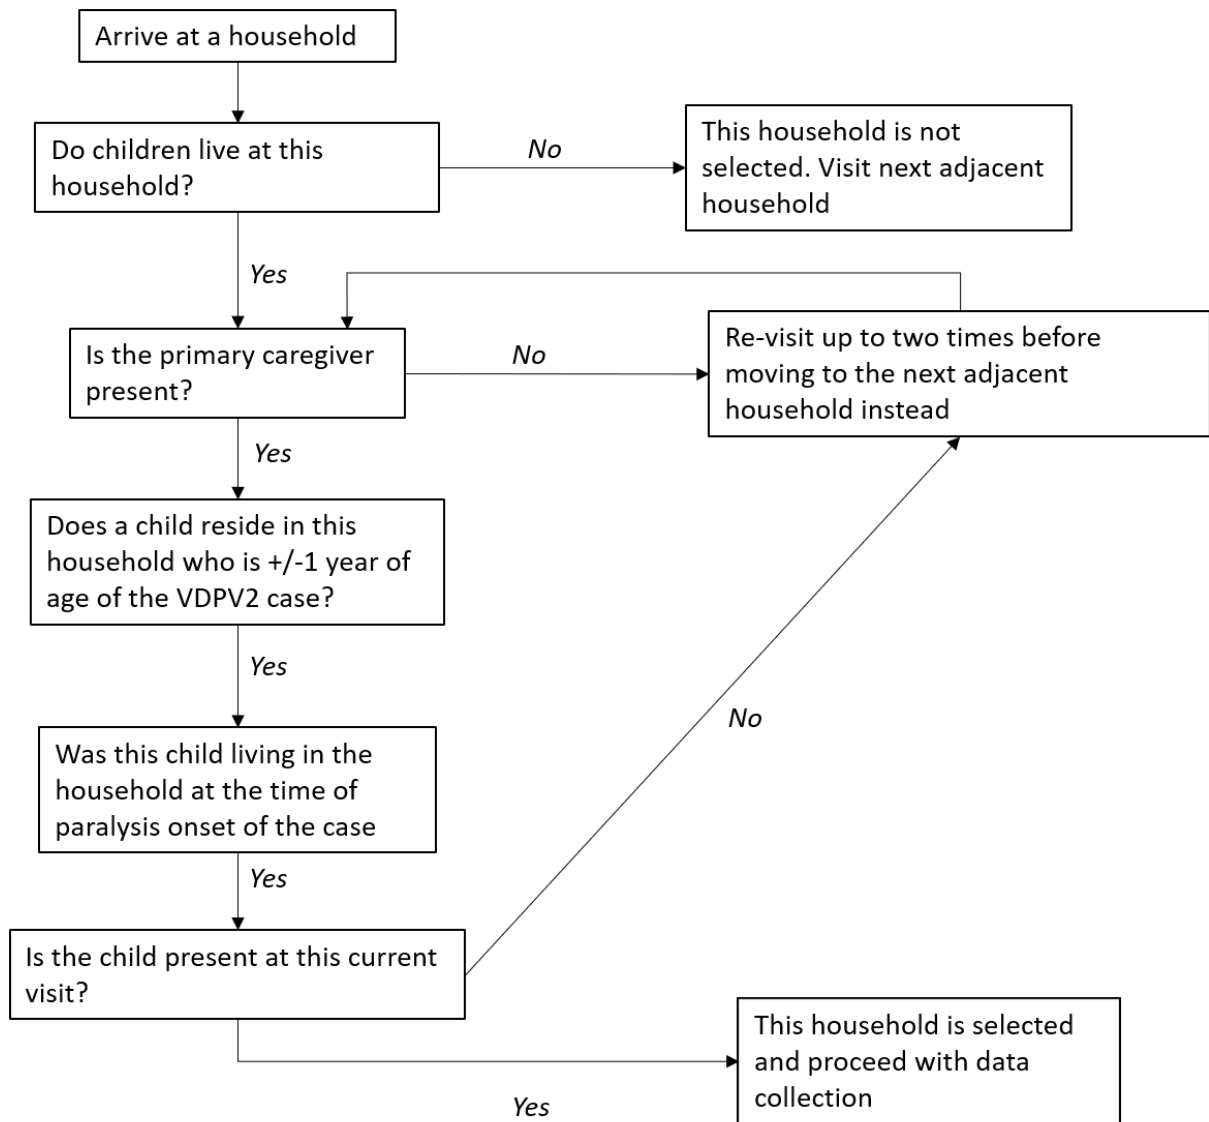 Arrive at a household
Do children live at this
household?
No
This household is not
selected. Visit next adjacent
household
Yes
Is the primary caregiver
present?
No
Re-visit up to two times before
moving to the next adjacent
household instead
Yes
Does a child reside in this
household who is +/-1 year of
age of the VDPV2 case?
Yes
No
Was this child living in the
household at the time of
paralysis onset of the case
Yes
Is the child present at this current
visit?
Yes
This household is selected
and proceed with data
collection